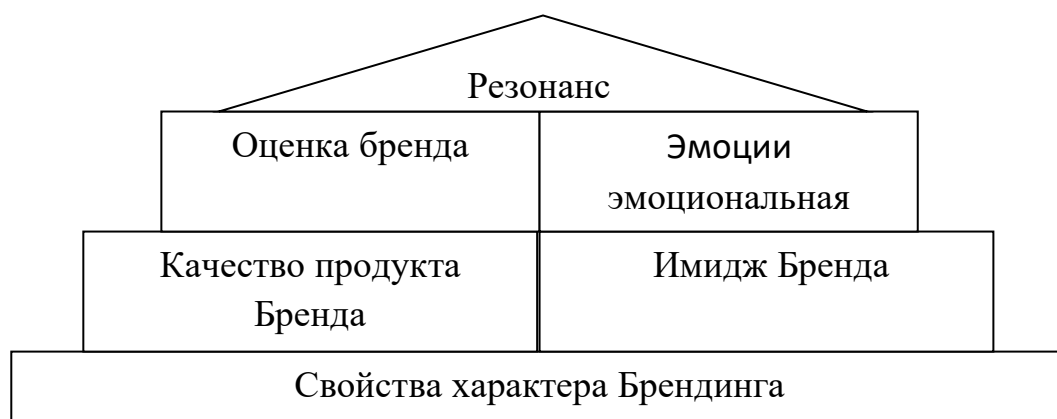 Резонанс
Оценка бренда
Эмоции
эмоциональная
Качество продукта
Бренда
Имидж Бренда
Свойства характера Брендинга